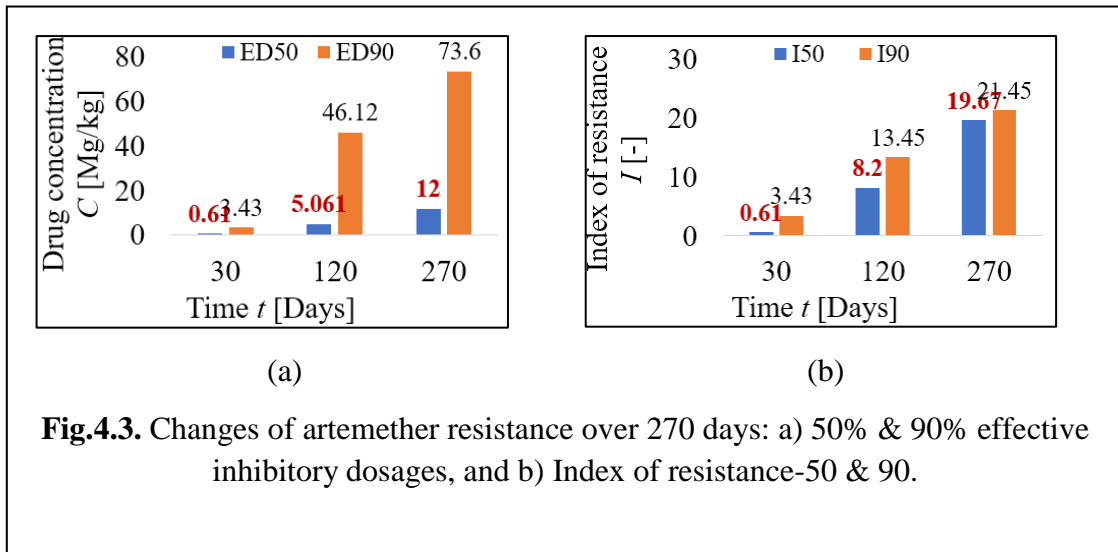 Drug concentration
C [Mg/kg]
ED50 ED90
80
60
40
20
0
0.61
3.43
5.061
46.12
12
73.6
30 120 270
Time t [Days]
(a)
Index of resistance
I [-]
I50 I90
30
20
10
0
0.61
3.43
8.2
13.45
19.67
21.45
30 120 270
Time t [Days]
(b)
Fig.4.3. Changes of artemether resistance over 270 days: a) 50% & 90% effective
inhibitory dosages, and b) Index of resistance-50 & 90.